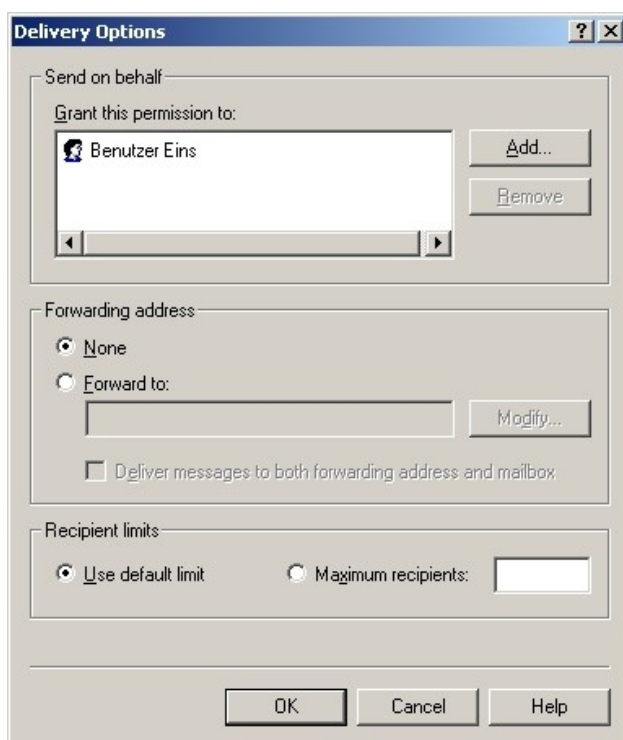 Delivery Options
Send on behalf
Grant this permission to:
Benutzer Eins
Add...
Remove
Forwarding address
None
Forward to:
Modify...
Deliver messages to both forwarding address and mailbox
Recipient limits
Use default limit Maximum recipients:
OK Cancel Help